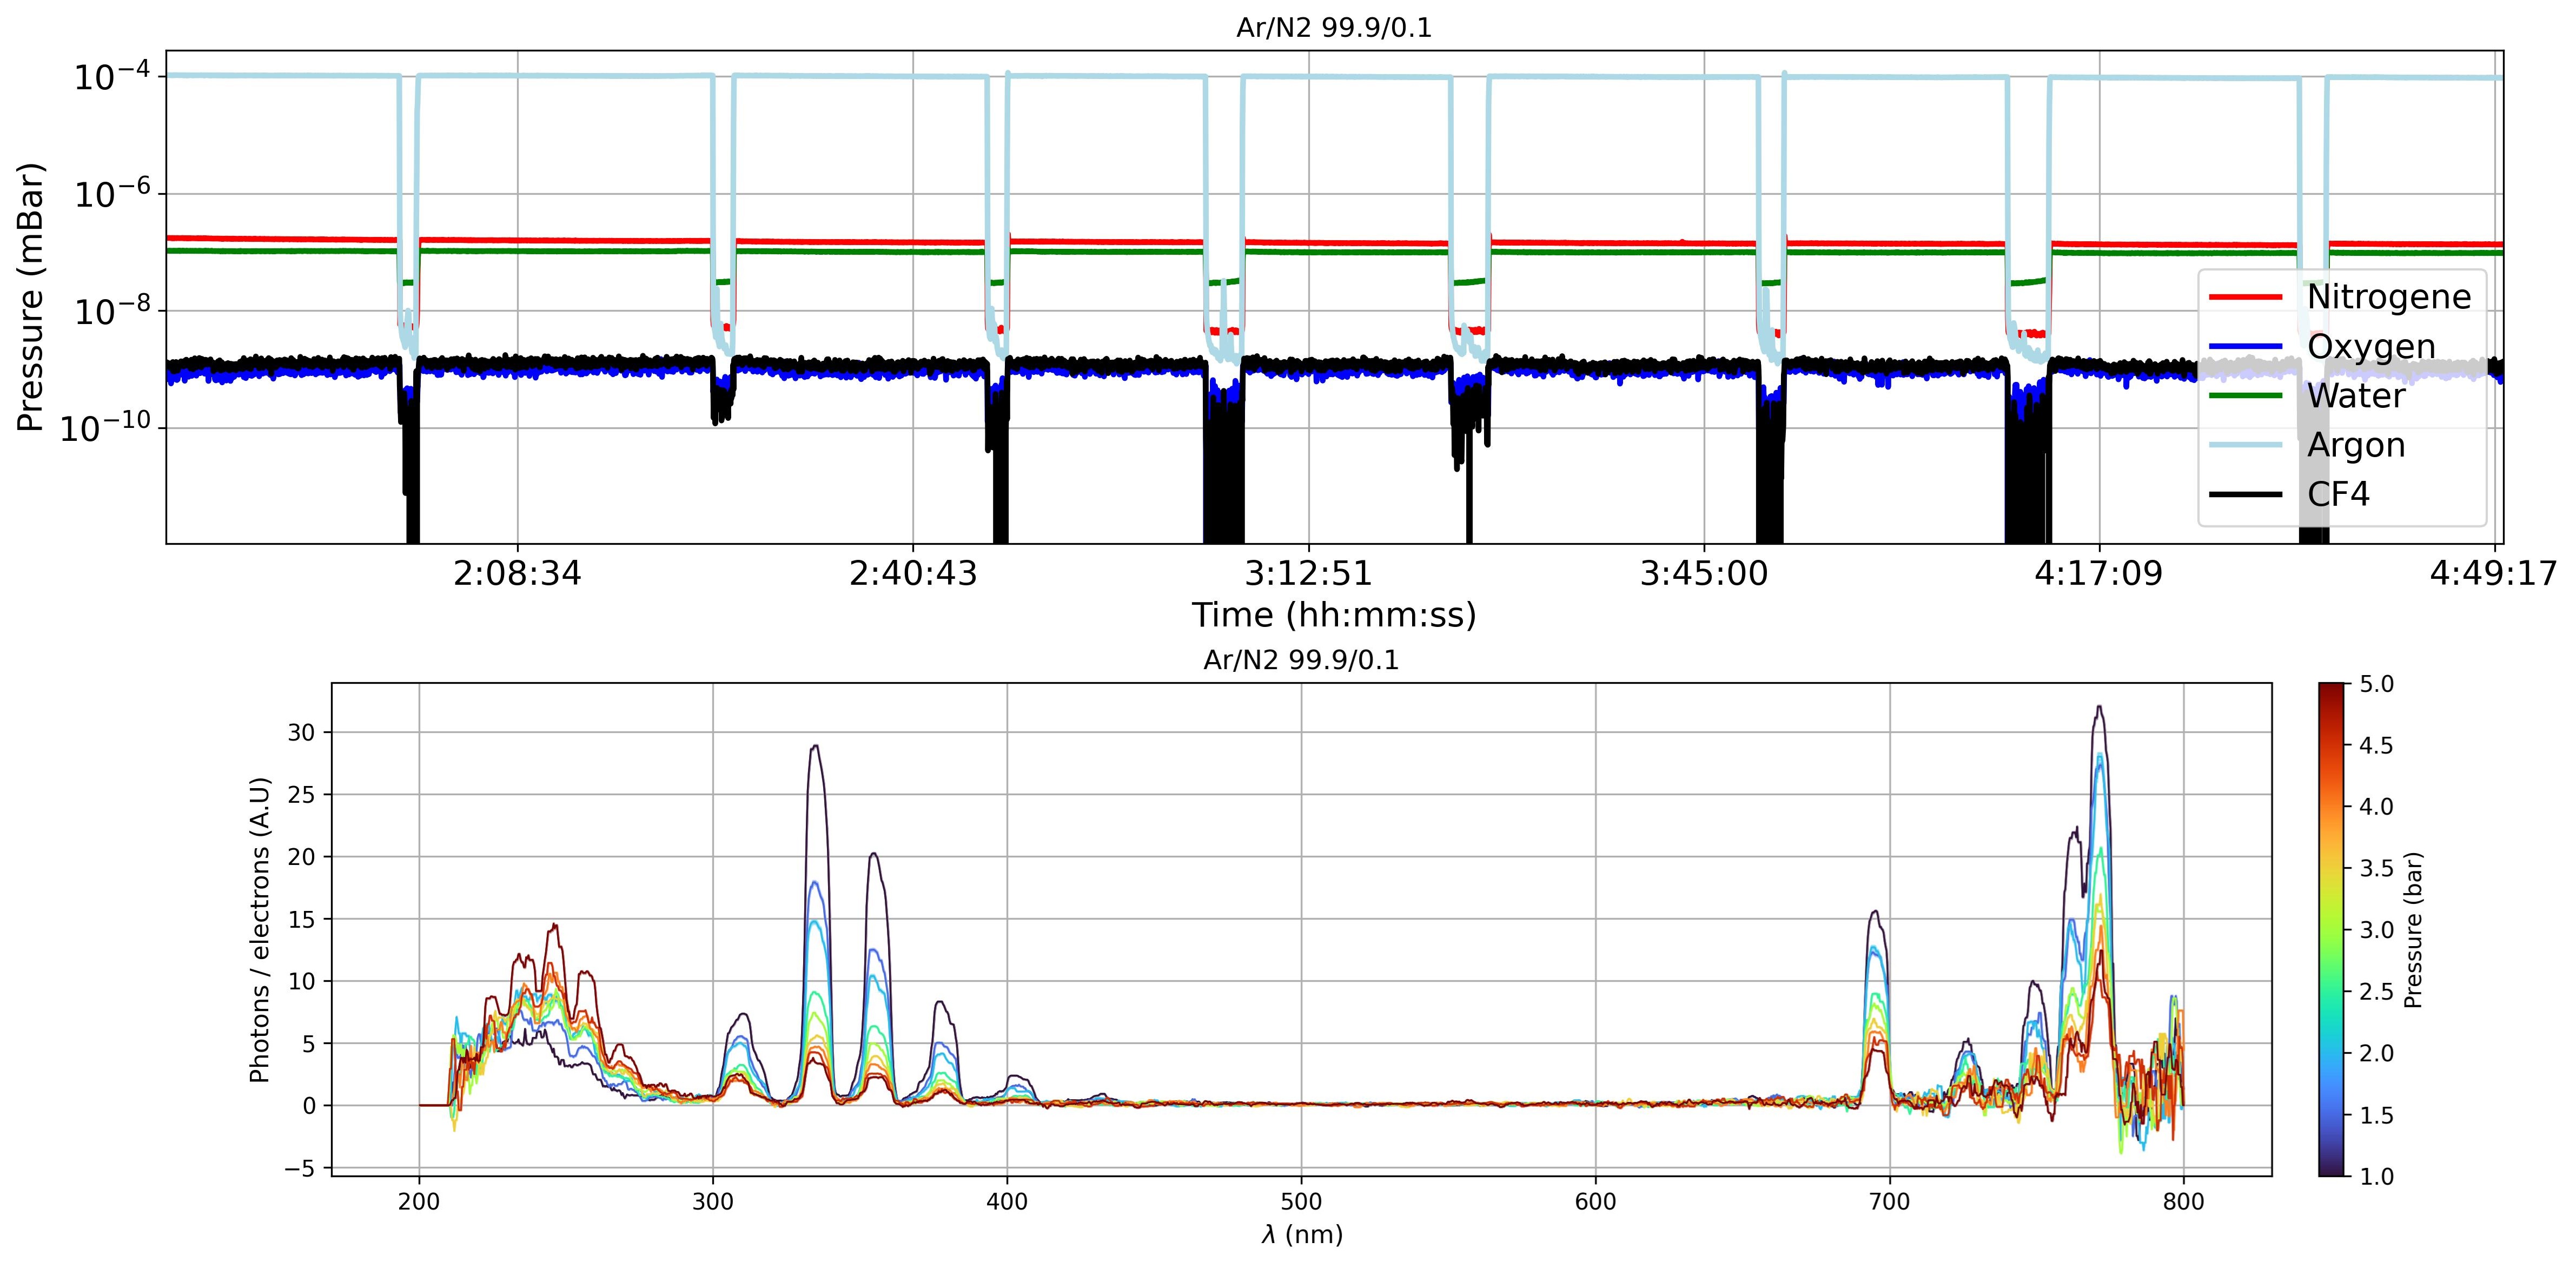 Ar/N2 99.9/0.1
Pressure (mBar)
10⁻⁴
10⁻⁶
10⁻⁸
10⁻¹⁰
Nitrogene
Oxygen
Water
Argon
CF4
2:08:34 2:40:43 3:12:51 3:45:00 4:17:09 4:49:17
Time (hh:mm:ss)
Ar/N2 99.9/0.1
Photons / electrons (A.U)
30
25
20
15
10
5
0
−5
200 300 400 500 600 700 800
λ (nm)
5.0
4.5
4.0
3.5
3.0
2.5
2.0
1.5
1.0
Pressure (bar)